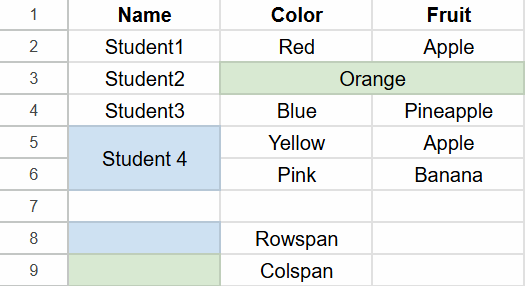 1 Name Color Fruit
2 Student1 Red Apple
3 Student2 Orange
4 Student3 Blue Pineapple
5 Student 4 Yellow Apple
6 Pink Banana
7
8 Rowspan
9 Colspan